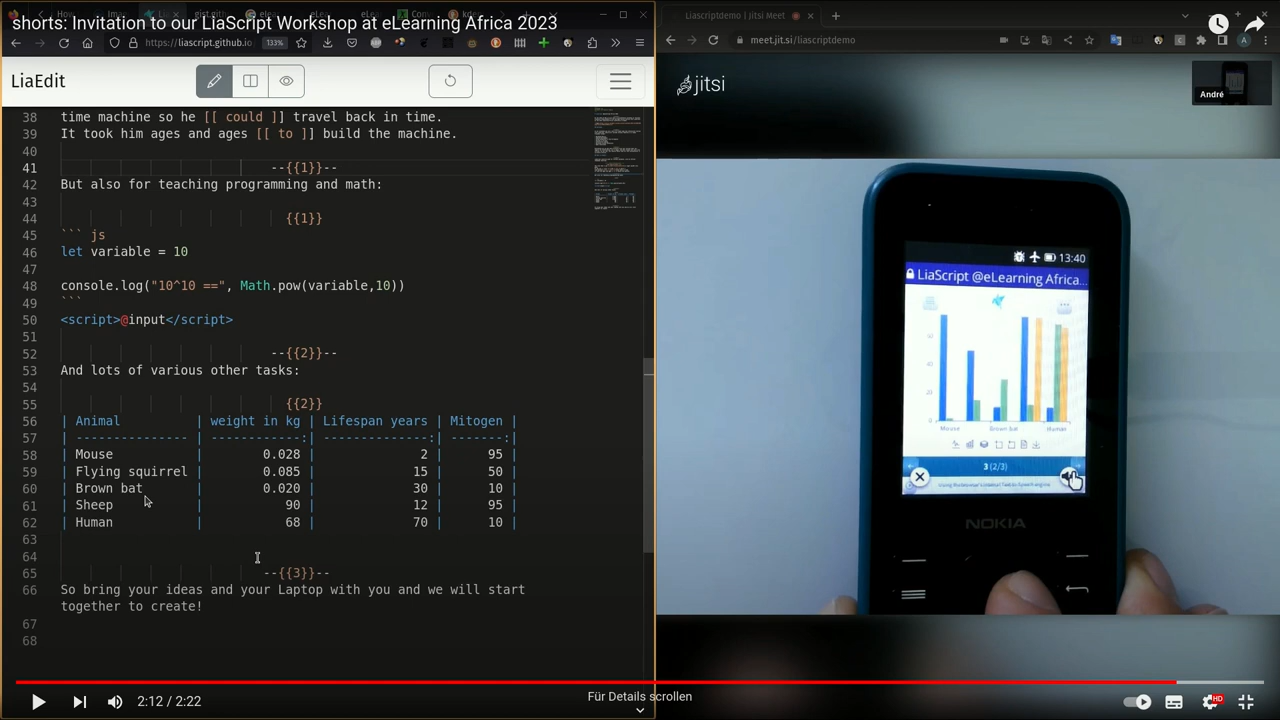 shorts: Invitation to our LiaScript Workshop at eLearning Africa 2023
https://liascript.github.io
133%
LiaEdit
38 time machine so he [[ could ]] travel back in time.
39 It took him ages and ages [[ to ]] build the machine.
40
41 --{{1}}--
42 But also for teaching programming and math:
43
44 {{1}}
45 ``` js
46 let variable = 10
47
48 console.log("10^10 ==", Math.pow(variable,10))
49 ```
50 <script>@input</script>
51
52 --{{2}}--
53 And lots of various other tasks:
54
55 {{2}}
56 | Animal | weight in kg | Lifespan years | Mitogen |
57 | --------------- | ------------: | --------------: | -------: |
58 | Mouse | 0.028 | 2 | 95 |
59 | Flying squirrel | 0.085 | 15 | 50 |
60 | Brown bat | 0.020 | 30 | 10 |
61 | Sheep | 90 | 12 | 95 |
62 | Human | 68 | 70 | 10 |
63
64
65 --{{3}}--
66 So bring your ideas and your Laptop with you and we will start
together to create!
67
68
Liascriptdemo | Jitsi Meet
meet.jit.si/liascriptdemo
jitsi
André
13:40
LiaScript @eLearning Africa...
40
20
0
Mouse Brown bat Human
3 (2/3)
NOKIA
2:12 / 2:22
Für Details scrollen
HD